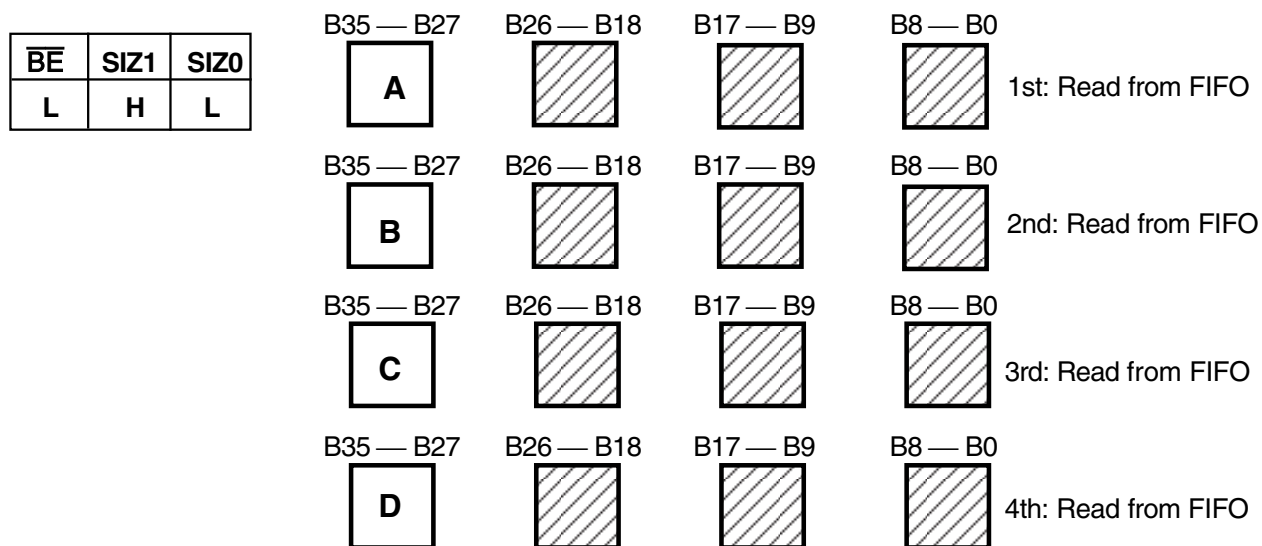 B̅E̅ SIZ1 SIZ0
L H L
B35 — B27 B26 — B18 B17 — B9 B8 — B0
A 1st: Read from FIFO
B35 — B27 B26 — B18 B17 — B9 B8 — B0
B 2nd: Read from FIFO
B35 — B27 B26 — B18 B17 — B9 B8 — B0
C 3rd: Read from FIFO
B35 — B27 B26 — B18 B17 — B9 B8 — B0
D 4th: Read from FIFO